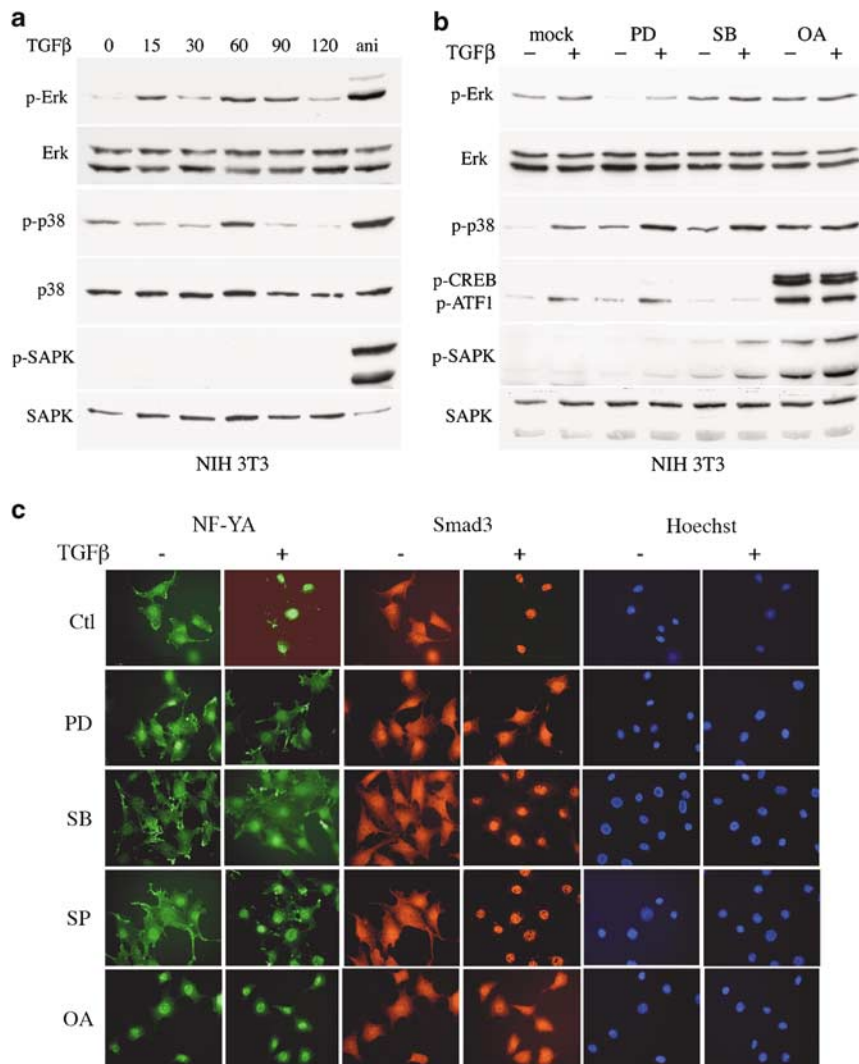 a
TGFβ 0 15 30 60 90 120 ani
p-Erk
Erk
p-p38
p38
p-SAPK
SAPK
NIH 3T3
b
mock PD SB OA
TGFβ – + – + – + – +
p-Erk
Erk
p-p38
p-CREB
p-ATF1
p-SAPK
SAPK
NIH 3T3
c
NF-YA Smad3 Hoechst
TGFβ - + - + - +
Ctl
PD
SB
SP
OA